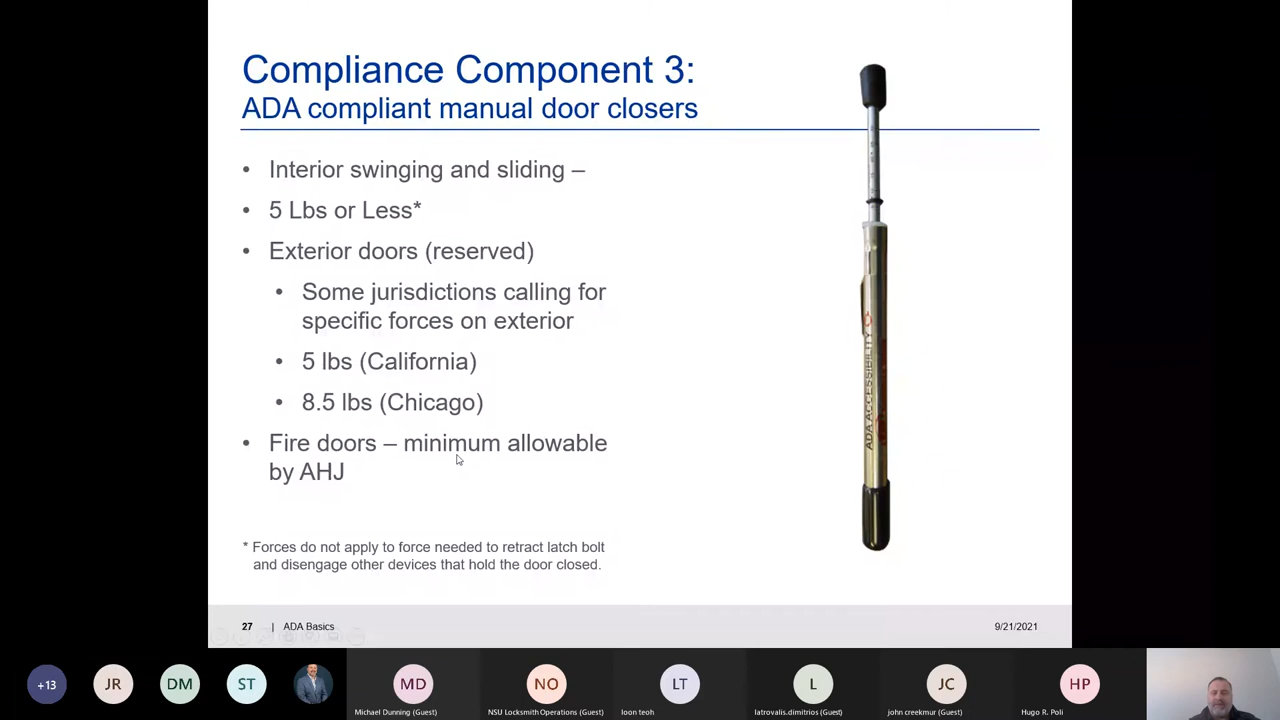 Compliance Component 3:
ADA compliant manual door closers
• Interior swinging and sliding –
• 5 Lbs or Less*
• Exterior doors (reserved)
• Some jurisdictions calling for
specific forces on exterior
• 5 lbs (California)
• 8.5 lbs (Chicago)
• Fire doors – minimum allowable
by AHJ
* Forces do not apply to force needed to retract latch bolt
and disengage other devices that hold the door closed.
ADA ACCESSIBILITY
27 | ADA Basics
9/21/2021
+13
JR
DM
ST
MD
Michael Dunning (Guest)
NO
NSU Locksmith Operations (Guest)
LT
loon teoh
L
latrovalis.dimitrios (Guest)
JC
john creekmur (Guest)
HP
Hugo R. Poli